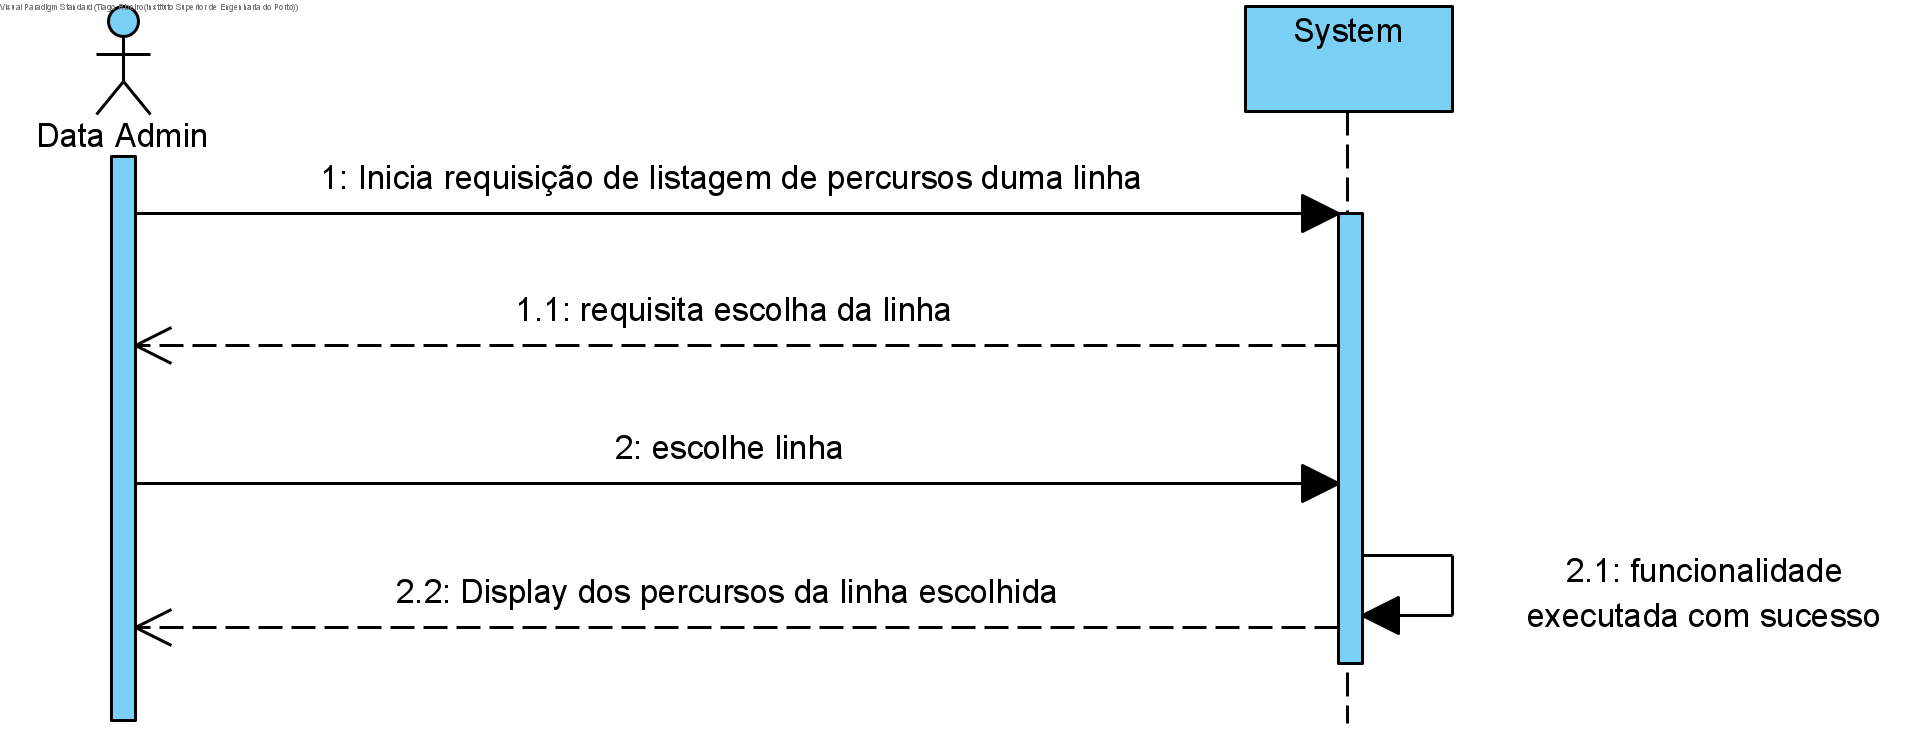 Visual Paradigm Standard (Tiago Ribeiro(Instituto Superior de Engenharia do Porto))
System
Data Admin
1: Inicia requisição de listagem de percursos duma linha
1.1: requisita escolha da linha
2: escolhe linha
2.1: funcionalidade
executada com sucesso
2.2: Display dos percursos da linha escolhida